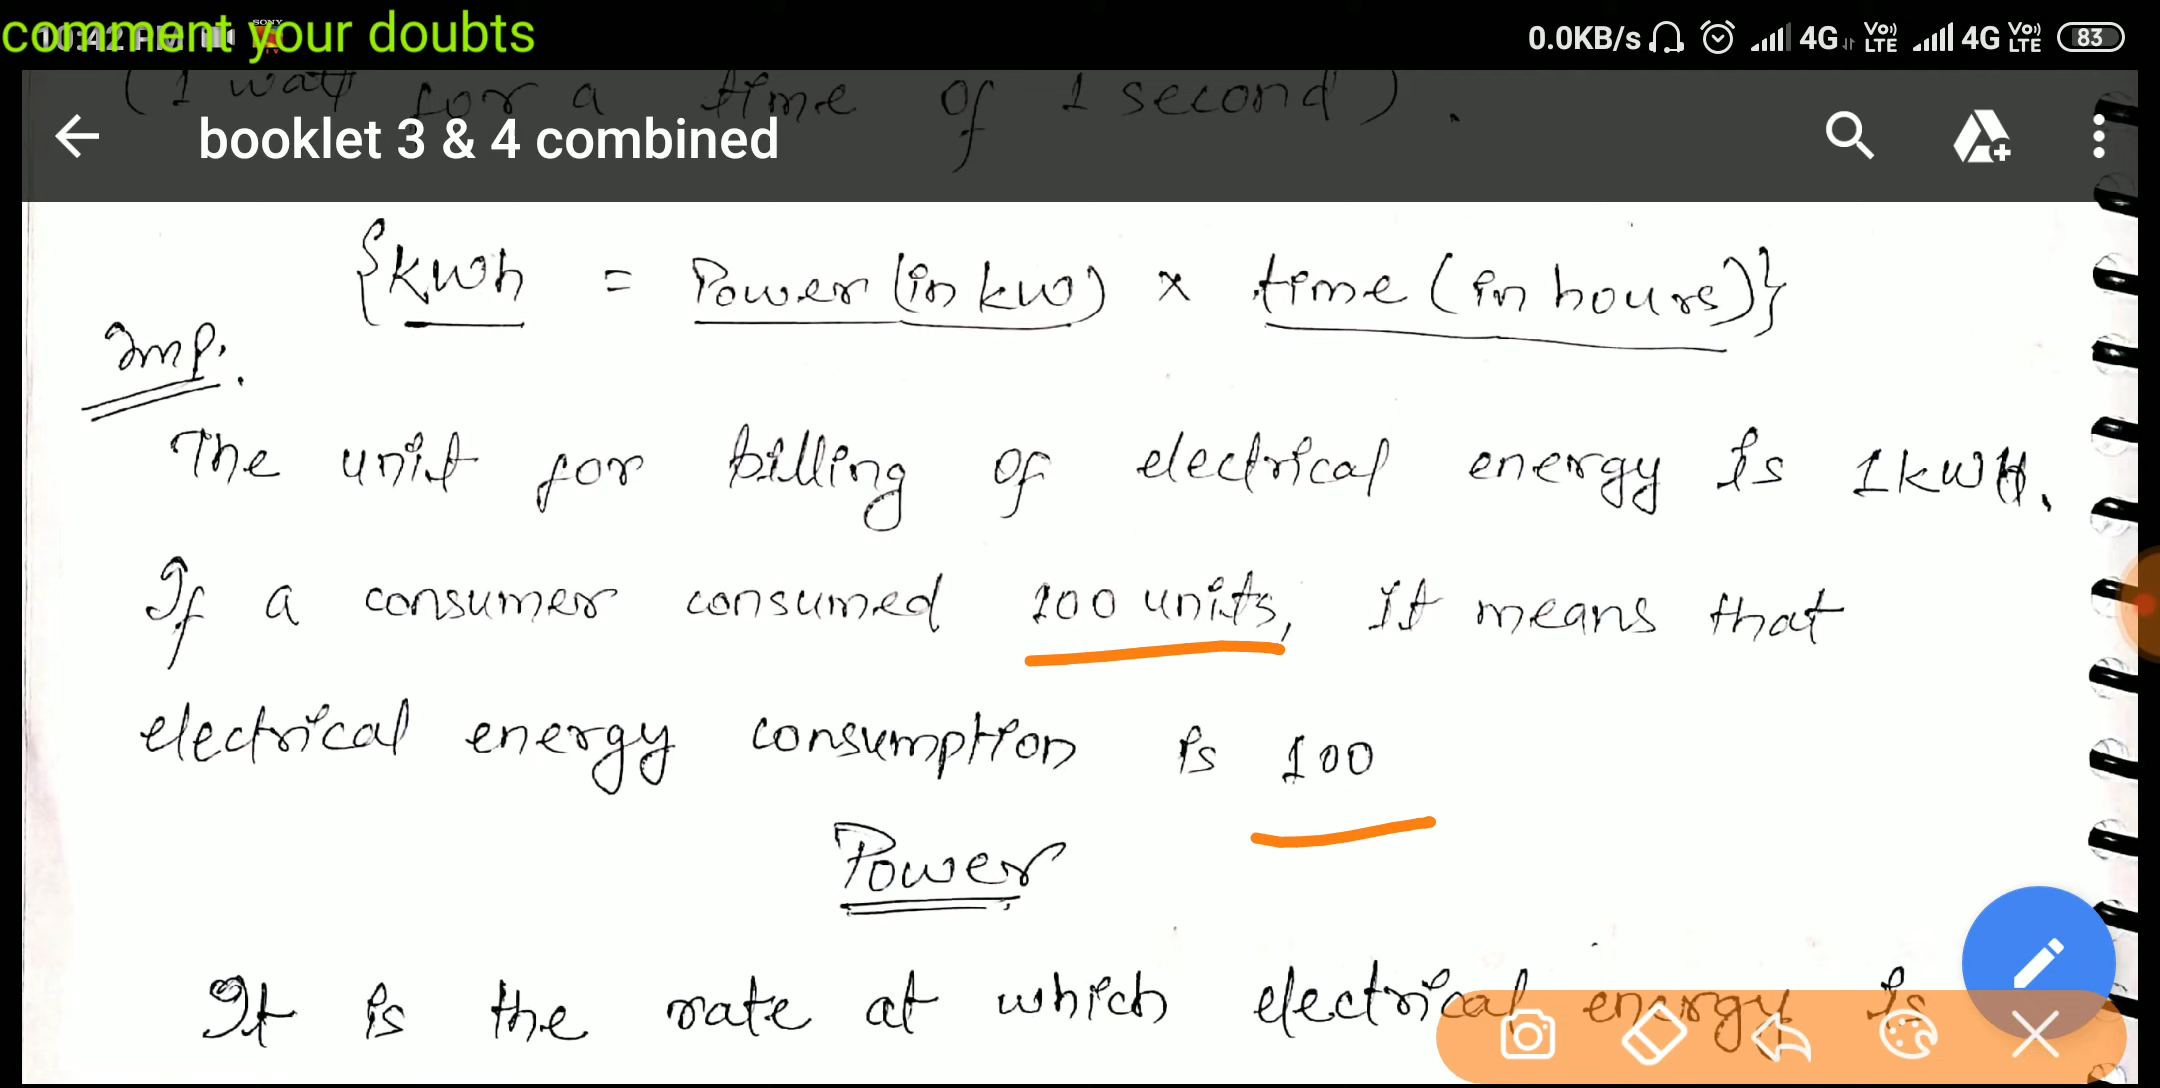 comment your doubts
0.0KB/s 4G VoLTE 4G VoLTE 83
(1 watt for a time of 1 second).
booklet 3 & 4 combined
{kwh = Power (in kw) x time (in hours)}
Imp.
The unit for billing of electrical energy is 1kwH.
If a consumer consumed 100 units, it means that
electrical energy consumption is 100
Power
It is the rate at which electrical energy is